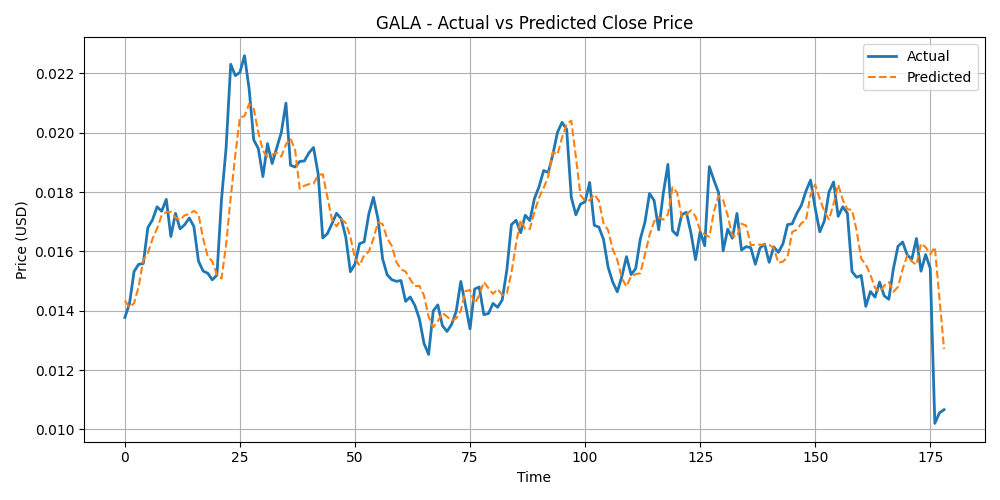 GALA - Actual vs Predicted Close Price
Actual
Predicted
Price (USD)
0.022
0.020
0.018
0.016
0.014
0.012
0.010
0 25 50 75 100 125 150 175
Time